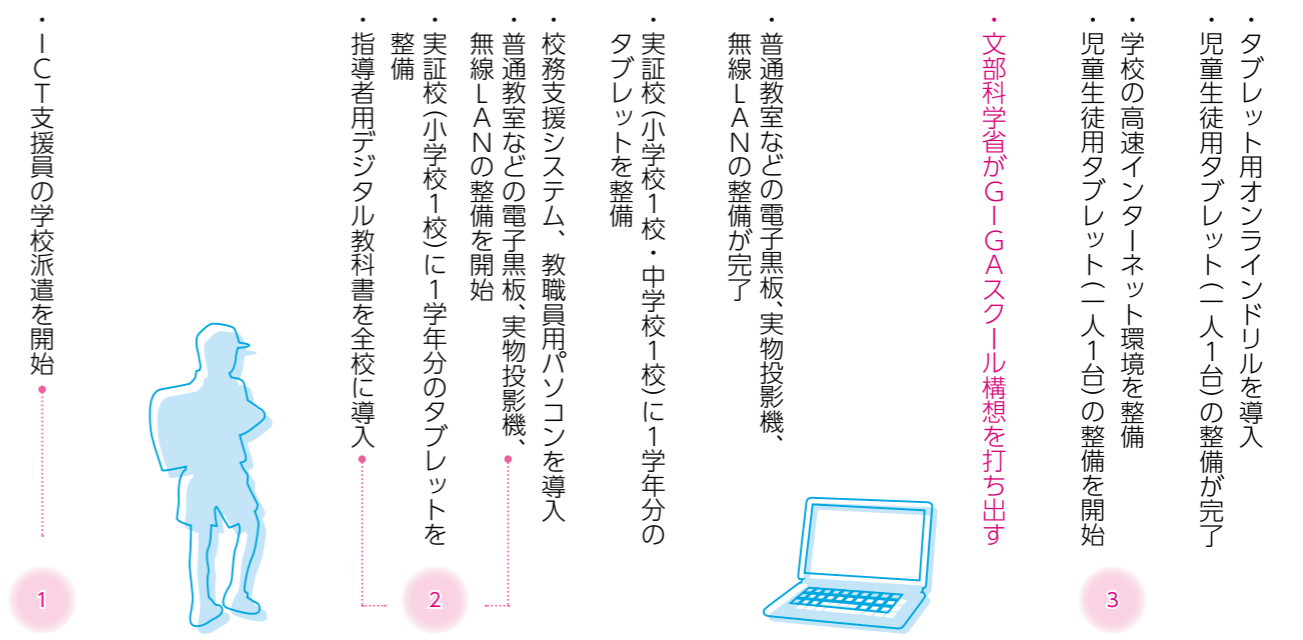 ・タブレット用オンラインドリルを導入
・児童生徒用タブレット(一人1台)の整備が完了
・学校の高速インターネット環境を整備
・児童生徒用タブレット(一人1台)の整備を開始
3
・文部科学省がGIGAスクール構想を打ち出す
・普通教室などの電子黒板、実物投影機、
無線LANの整備が完了
・実証校(小学校1校・中学校1校)に1学年分の
タブレットを整備
・校務支援システム、教職員用パソコンを導入
・普通教室などの電子黒板、実物投影機、
無線LANの整備を開始
・実証校(小学校1校)に1学年分のタブレットを
整備
・指導者用デジタル教科書を全校に導入
2
・ICT支援員の学校派遣を開始
1